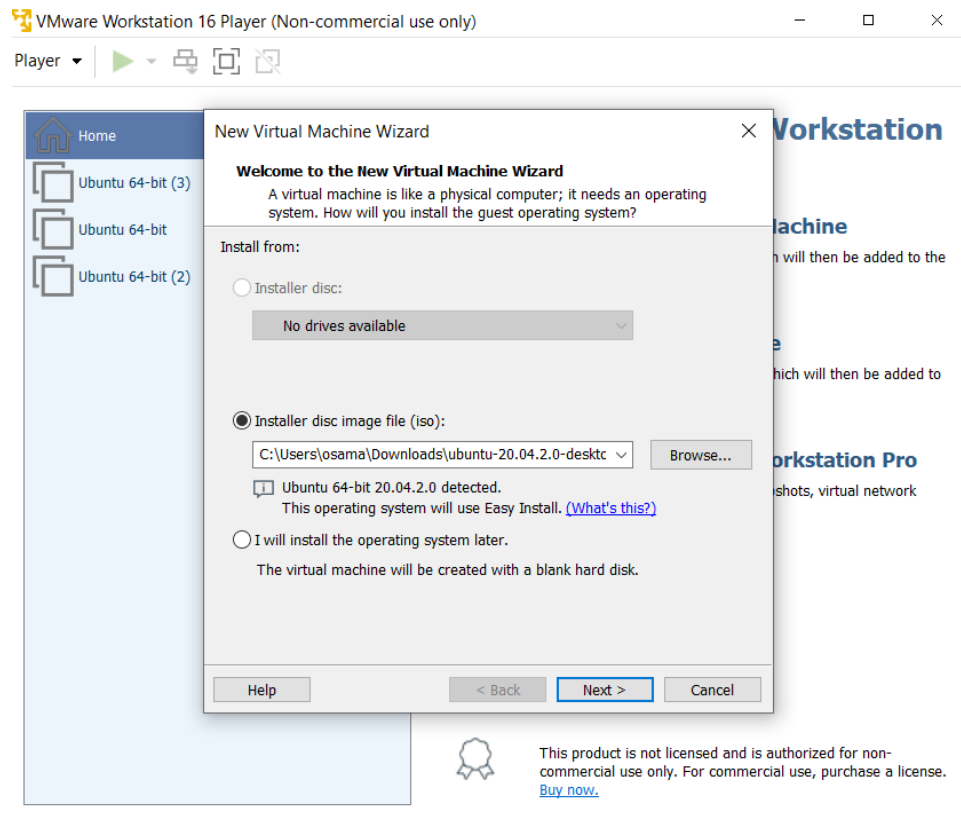 VMware Workstation 16 Player (Non-commercial use only)
Player
Home
Ubuntu 64-bit (3)
Ubuntu 64-bit
Ubuntu 64-bit (2)
New Virtual Machine Wizard
Welcome to the New Virtual Machine Wizard
A virtual machine is like a physical computer; it needs an operating
system. How will you install the guest operating system?
Install from:
Installer disc:
No drives available
Installer disc image file (iso):
C:\Users\osama\Downloads\ubuntu-20.04.2.0-deskto
Browse...
Ubuntu 64-bit 20.04.2.0 detected.
This operating system will use Easy Install. (What's this?)
I will install the operating system later.
The virtual machine will be created with a blank hard disk.
Help
< Back
Next >
Cancel
Workstation
achine
will then be added to the
e
hich will then be added to
orkstation Pro
shots, virtual network
This product is not licensed and is authorized for non-
commercial use only. For commercial use, purchase a license.
Buy now.